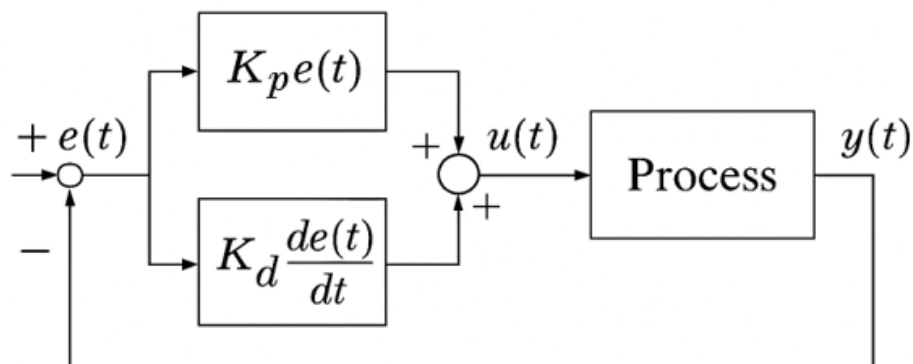 K_p e(t)
+ e(t)
−
K_d de(t)/dt
+
+
u(t)
Process
y(t)